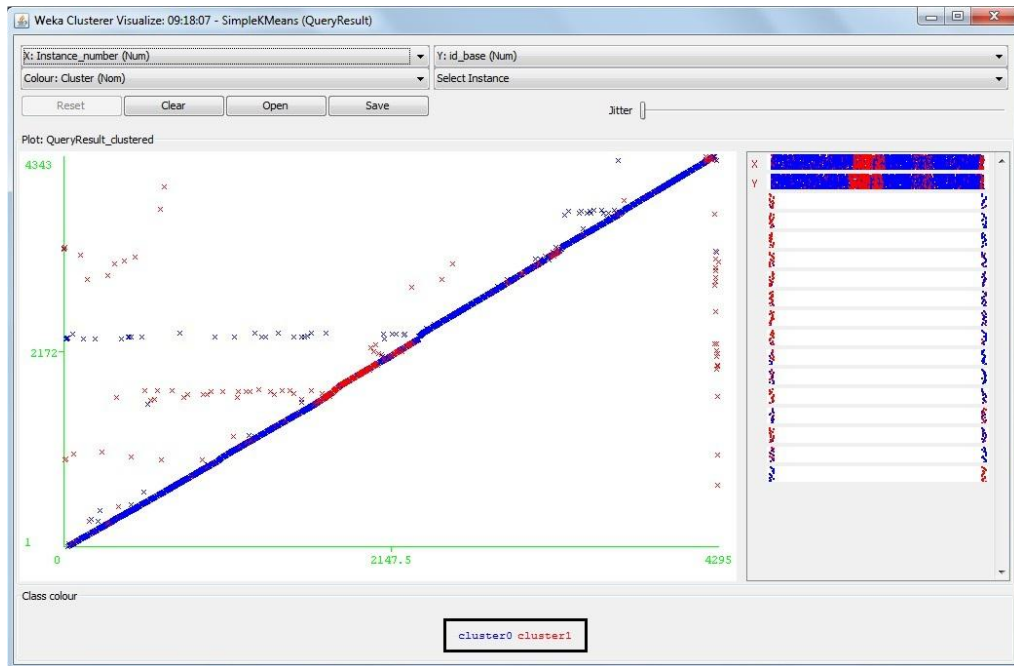 Weka Clusterer Visualize: 09:18:07 - SimpleKMeans (QueryResult)
X: Instance_number (Num) Y: id_base (Num)
Colour: Cluster (Nom) Select Instance
Reset Clear Open Save Jitter
Plot: QueryResult_clustered
4343
X
Y
2172
1
0 2147.5 4295
Class colour
cluster0 cluster1